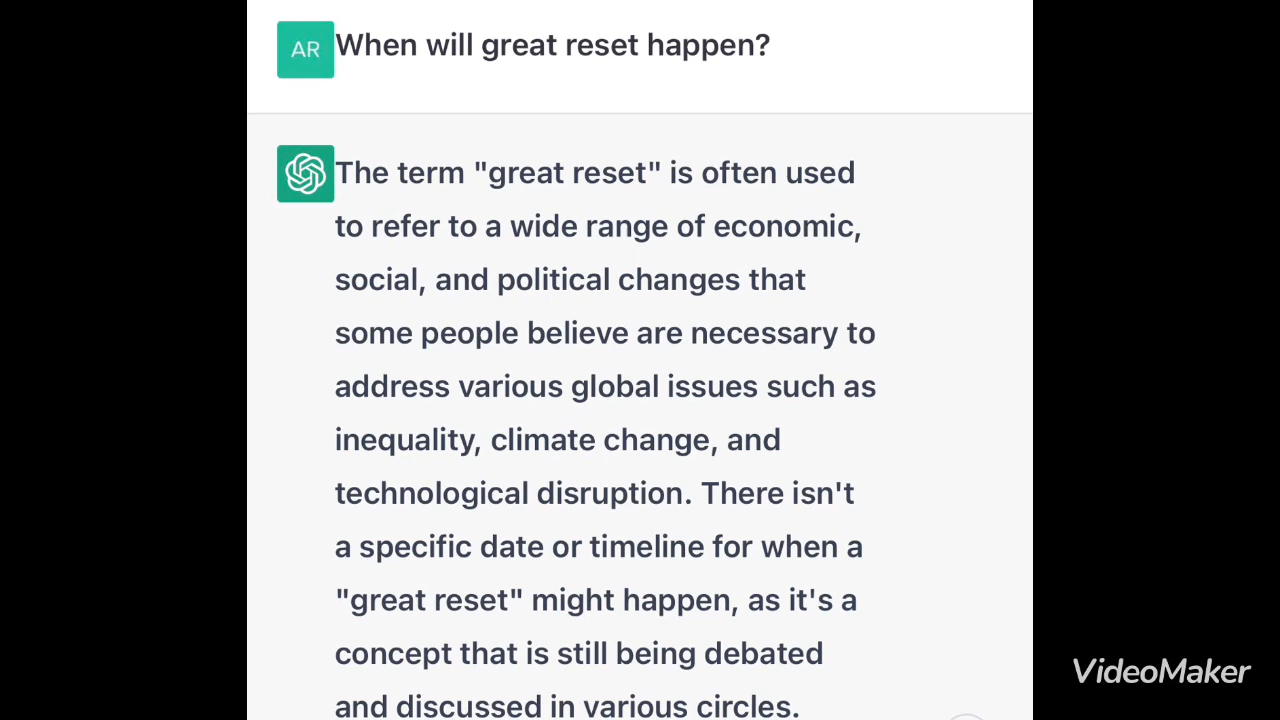 AR
When will great reset happen?
The term "great reset" is often used
to refer to a wide range of economic,
social, and political changes that
some people believe are necessary to
address various global issues such as
inequality, climate change, and
technological disruption. There isn't
a specific date or timeline for when a
"great reset" might happen, as it's a
concept that is still being debated
and discussed in various circles.
VideoMaker